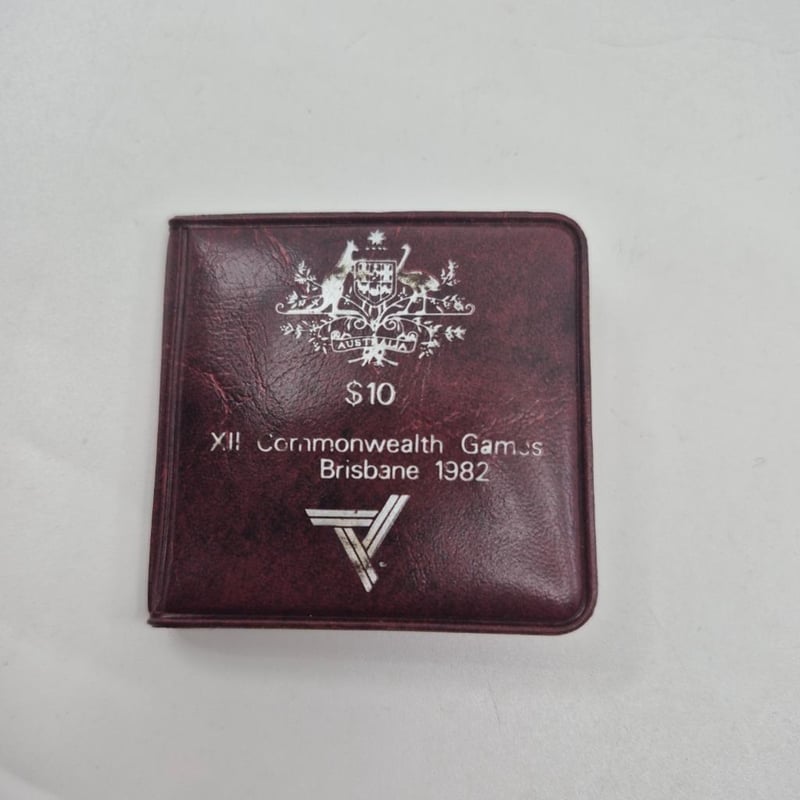 AUSTRALIA
$10
XII Commonwealth Games
Brisbane 1982